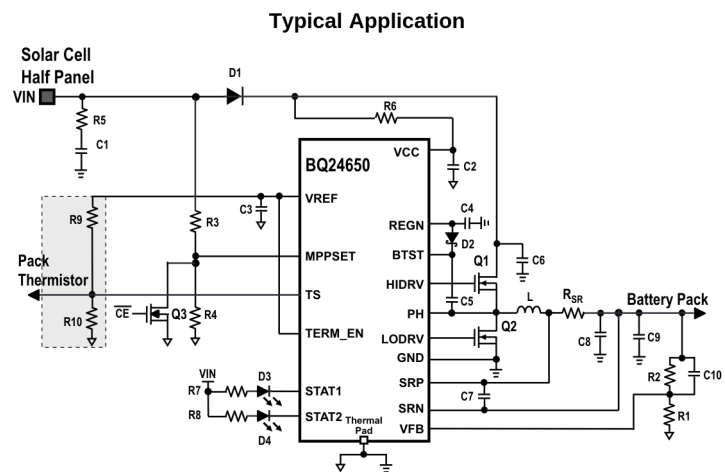 Typical Application
Solar Cell
Half Panel
VIN
D1
R5
R6
C1
BQ24650
VCC
C2
VREF
R9
C3
R3
REGN
C4
D2
MPPSET
BTST
Q1
C6
Pack
Thermistor
HIDRV
TS
C5
L
RSR
Battery Pack
CE
Q3
R4
PH
R10
TERM_EN
LODRV
Q2
C8
C9
GND
VIN
D3
R7
STAT1
SRP
R2
C10
C7
R8
STAT2
SRN
R1
D4
Thermal
Pad
VFB